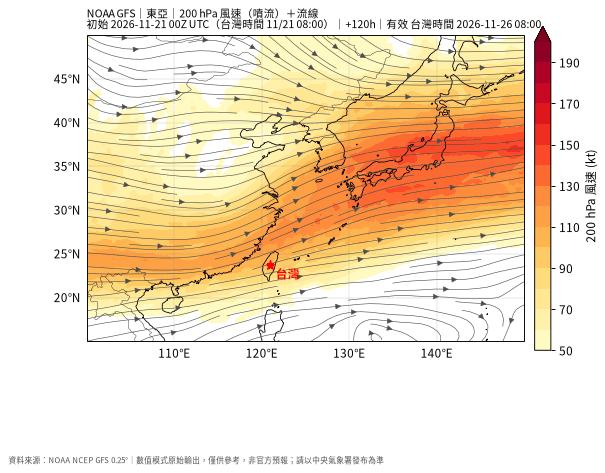 NOAA GFS｜東亞｜200 hPa 風速（噴流）＋流線
初始 2026-11-21 00Z UTC（台灣時間 11/21 08:00）｜+120h｜有效 台灣時間 2026-11-26 08:00
45°N
40°N
35°N
30°N
25°N
20°N
110°E
120°E
130°E
140°E
台灣
190
170
150
130
110
90
70
50
200 hPa 風速 (kt)
資料來源：NOAA NCEP GFS 0.25°｜數值模式原始輸出，僅供參考，非官方預報；請以中央氣象署發布為準